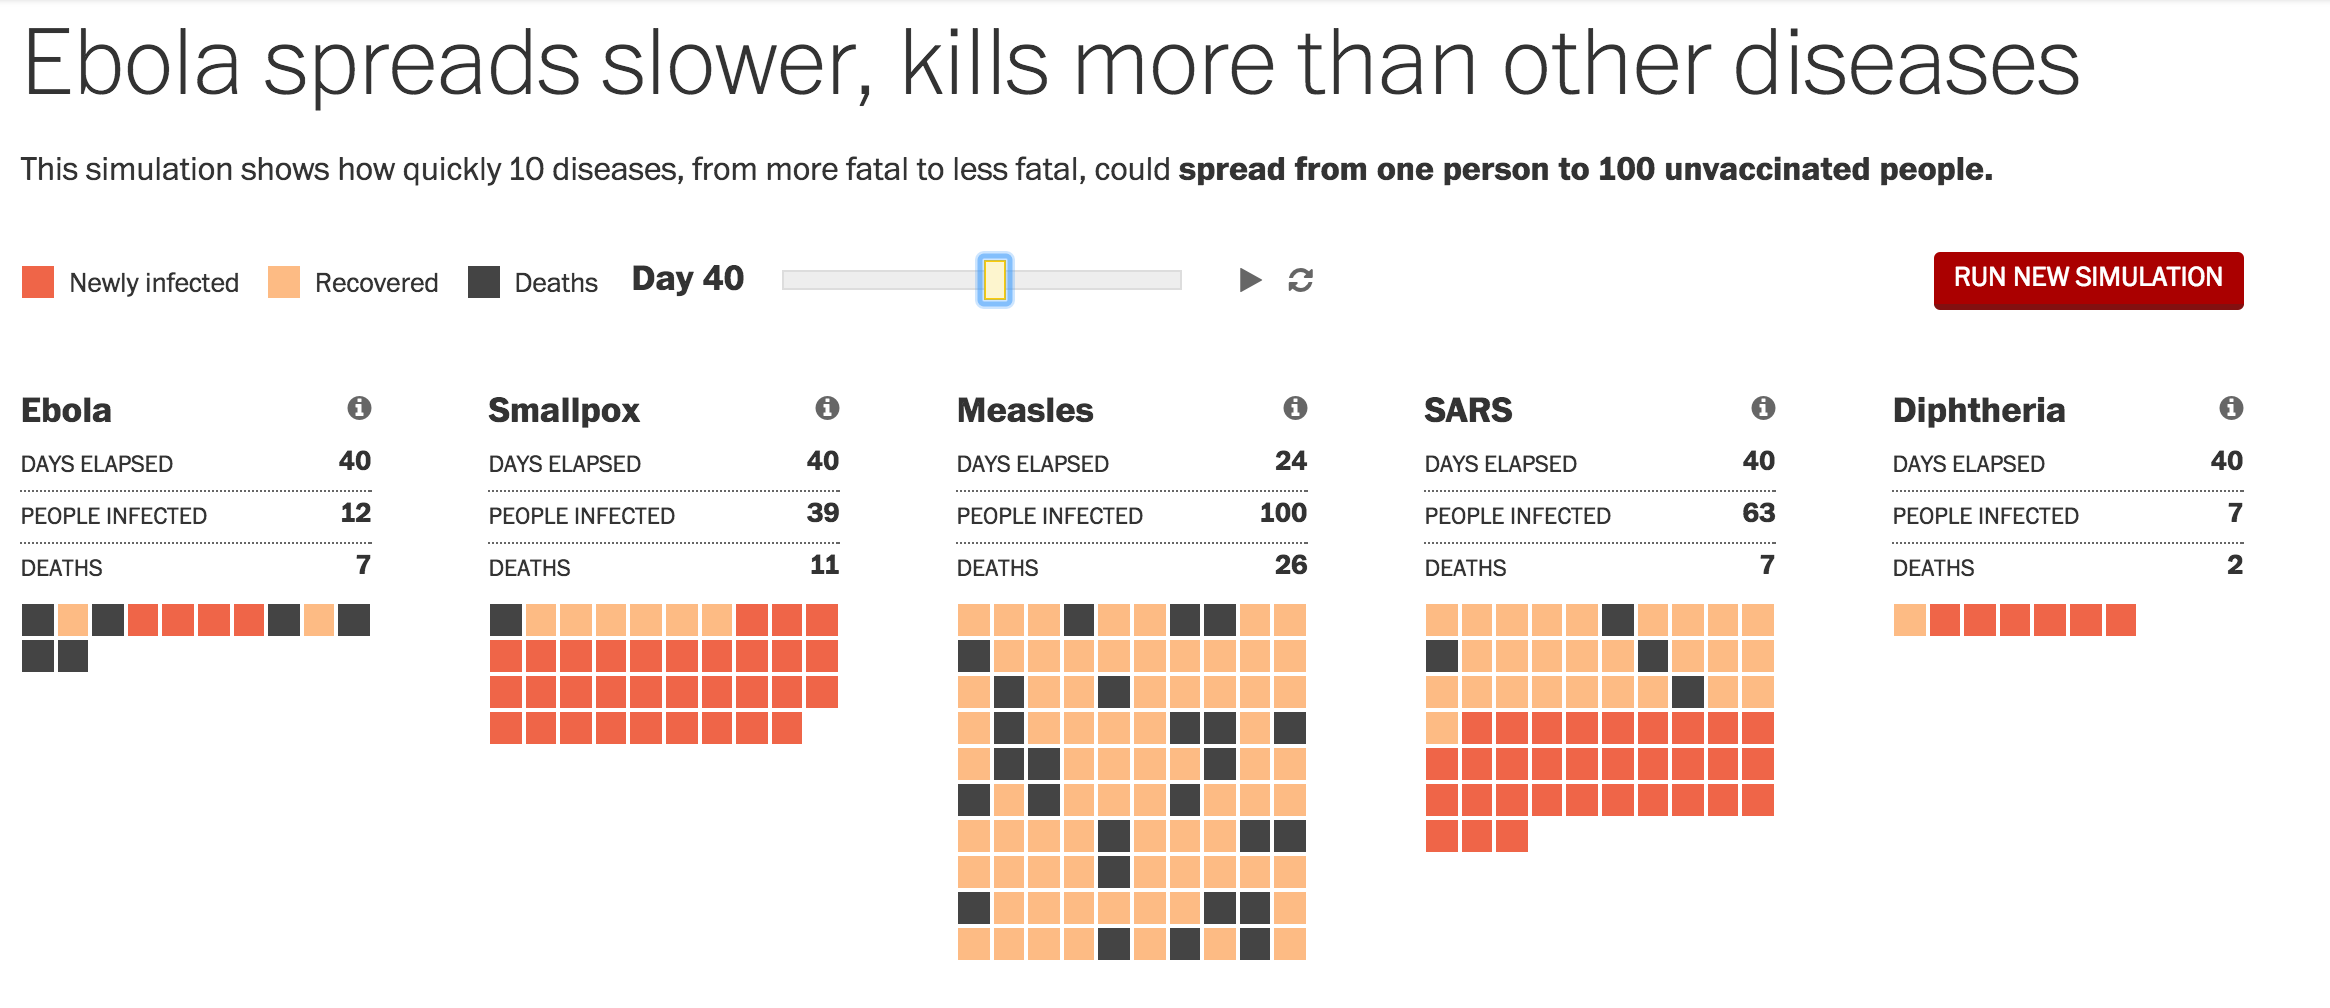 Ebola spreads slower, kills more than other diseases
This simulation shows how quickly 10 diseases, from more fatal to less fatal, could spread from one person to 100 unvaccinated people.
Newly infected Recovered Deaths Day 40 RUN NEW SIMULATION
Ebola
DAYS ELAPSED 40
PEOPLE INFECTED 12
DEATHS 7
Smallpox
DAYS ELAPSED 40
PEOPLE INFECTED 39
DEATHS 11
Measles
DAYS ELAPSED 24
PEOPLE INFECTED 100
DEATHS 26
SARS
DAYS ELAPSED 40
PEOPLE INFECTED 63
DEATHS 7
Diphtheria
DAYS ELAPSED 40
PEOPLE INFECTED 7
DEATHS 2